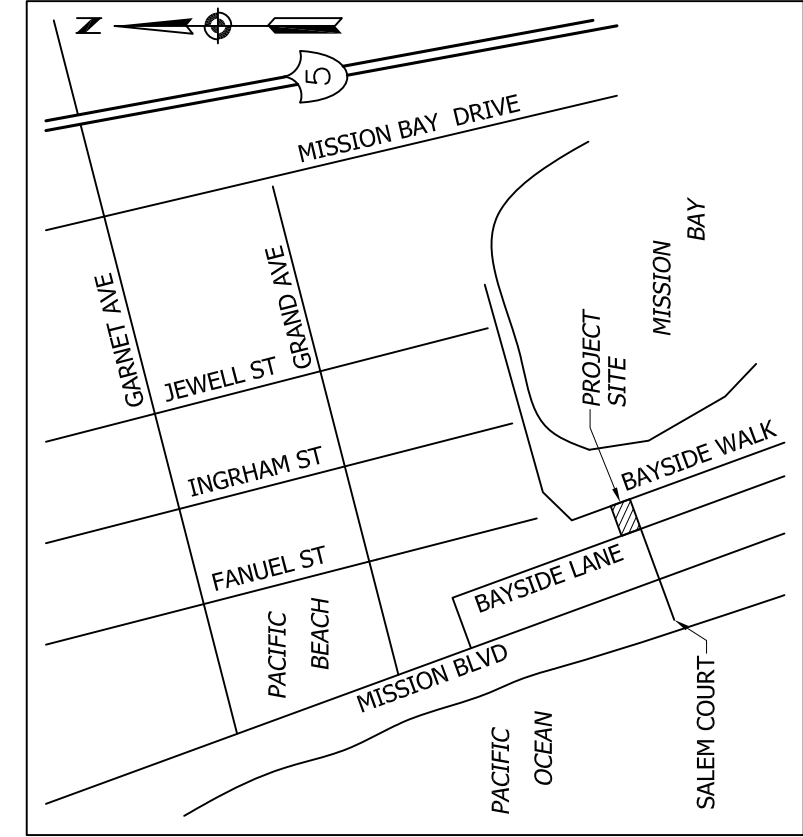 N
5
MISSION BAY DRIVE
GARNET AVE
GRAND AVE
JEWELL ST
INGRHAM ST
FANUEL ST
PACIFIC
BEACH
MISSION
BAY
PROJECT
SITE
BAYSIDE WALK
BAYSIDE LANE
MISSION BLVD
PACIFIC
OCEAN
SALEM COURT